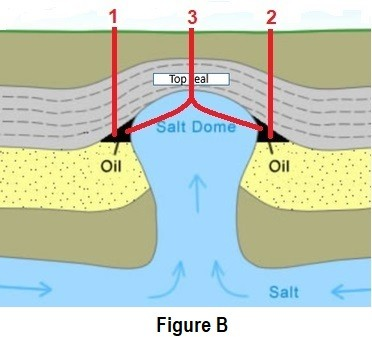 1 3 2
Top Seal
Salt Dome
Oil Oil
Salt
Figure B